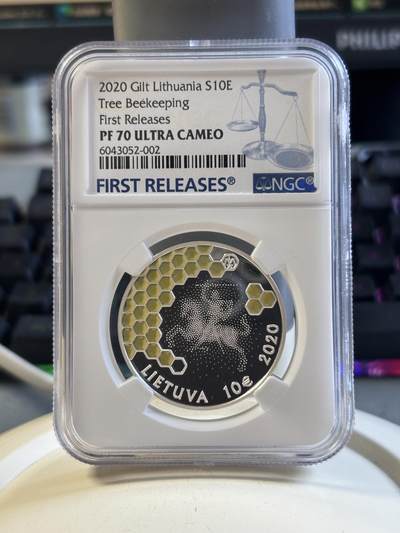 PHILIPS
2020 Gilt Lithuania S10E
Tree Beekeeping
First Releases
PF 70 ULTRA CAMEO
6043052-002
FIRST RELEASES®
NGC®
LIETUVA 10€ 2020